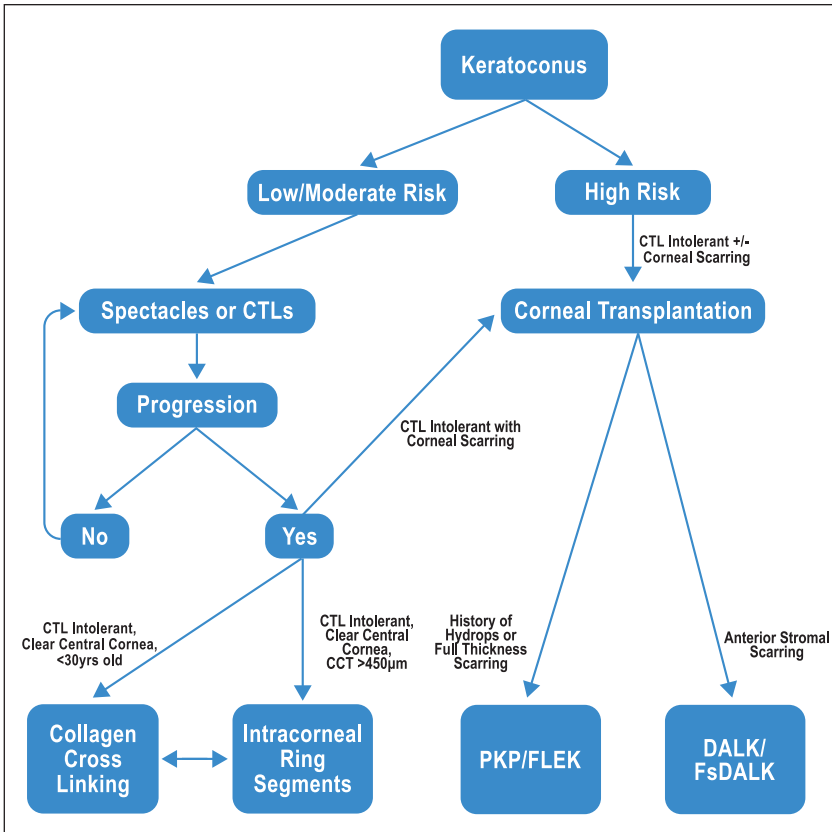 Keratoconus
Low/Moderate Risk
High Risk
CTL Intolerant +/-
Corneal Scarring
Spectacles or CTLs
Corneal Transplantation
Progression
CTL Intolerant with
Corneal Scarring
No
Yes
CTL Intolerant,
Clear Central Cornea,
<30yrs old
CTL Intolerant,
Clear Central
Cornea,
CCT >450µm
History of
Hydrops or
Full Thickness
Scarring
Anterior Stromal
Scarring
Collagen
Cross
Linking
Intracorneal
Ring
Segments
PKP/FLEK
DALK/
FsDALK